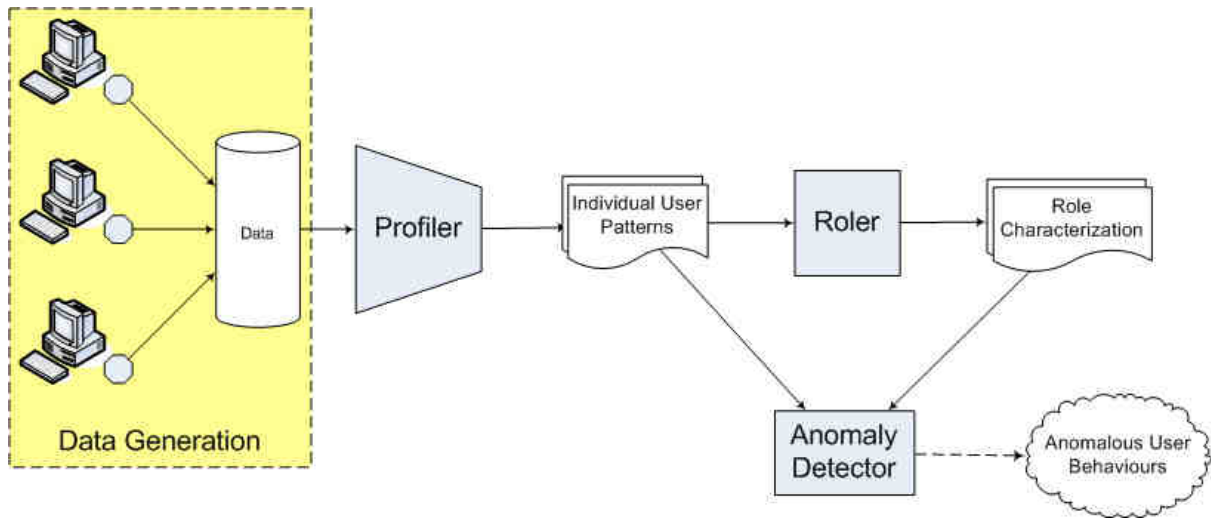 Data
Data Generation
Profiler
Individual User
Patterns
Roler
Role
Characterization
Anomaly
Detector
Anomalous User
Behaviours